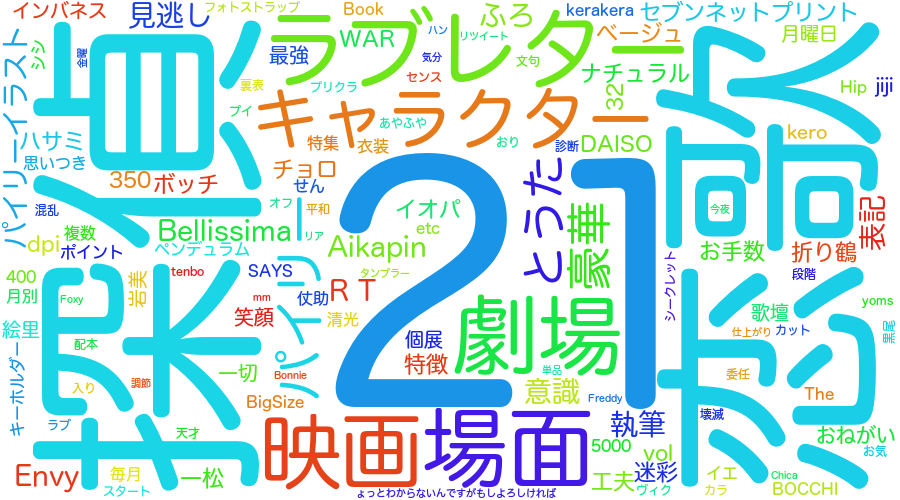 インバネス
見逃し
フォトストラップ
Book
WAR
ラブレター
ふろ
kerakera
セブンネットプリント
ベージュ
月曜日
シシ
金曜
最強
プリクラ
裏表
気分
ハン
リツイート
センス
文句
ナチュラル
32
Hip
jiji
パイリーイラスト
ハサミ
思いつき
ブイ
キャラクター
あやふや
特集
衣装
おり
診断
DAISO
kero
歌
恋
350
ボッチ
チョロ
せん
オフ
平和
リア
21
とうた
豪華
今夜
お手数
折り鶴
表記
混乱
複数
dpi
ポイント
Bellissima
ペンデュラム
イオパ
etc
Aikapin
タンブラー
シークレット
段階
400
月別
Foxy
岩美
tenbo
SAYS
仗助
mm
RT
清光
笑顔
劇場
歌壇
yoms
仕上がり
カット
黒尾
絵里
配本
キーホルダー
入り
調節
一切
Bonnie
個展
特徴
単品
意識
委任
The
BigSize
Freddy
ラブ
天才
映画
場面
執筆
壊滅
おねがい
お気
5000
vol
迷彩
Envy
毎月
スタート
一松
工夫
ヴィク
イエ
カラ
Chica
BOCCHI
ょっとわからないんですがもしよろしければ